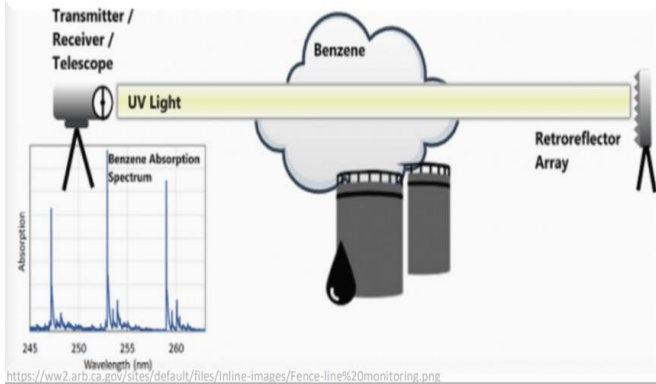 Transmitter /
Receiver /
Telescope
Benzene
UV Light
Retroreflector
Array
Benzene Absorption
Spectrum
Absorption
245 250 255 260
Wavelength (nm)
https://ww2.arb.ca.gov/sites/default/files/inline-images/Fence-line%20monitoring.png